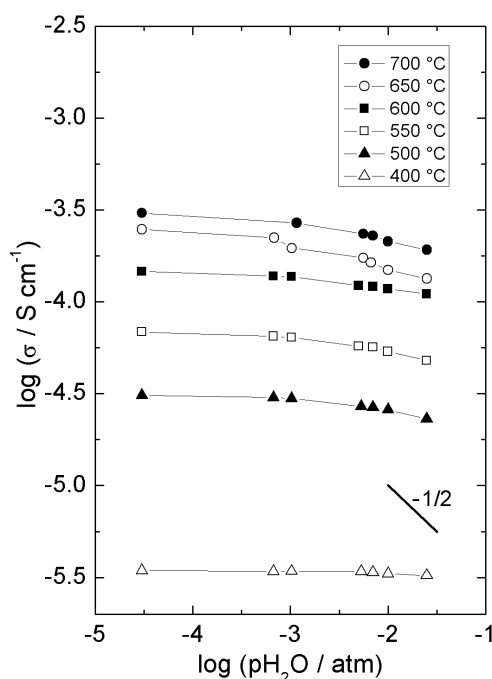 -2.5
-3.0
-3.5
-4.0
-4.5
-5.0
-5.5
log (σ / S cm⁻¹)
700 °C
650 °C
600 °C
550 °C
500 °C
400 °C
-1/2
-5 -4 -3 -2 -1
log (pH₂O / atm)